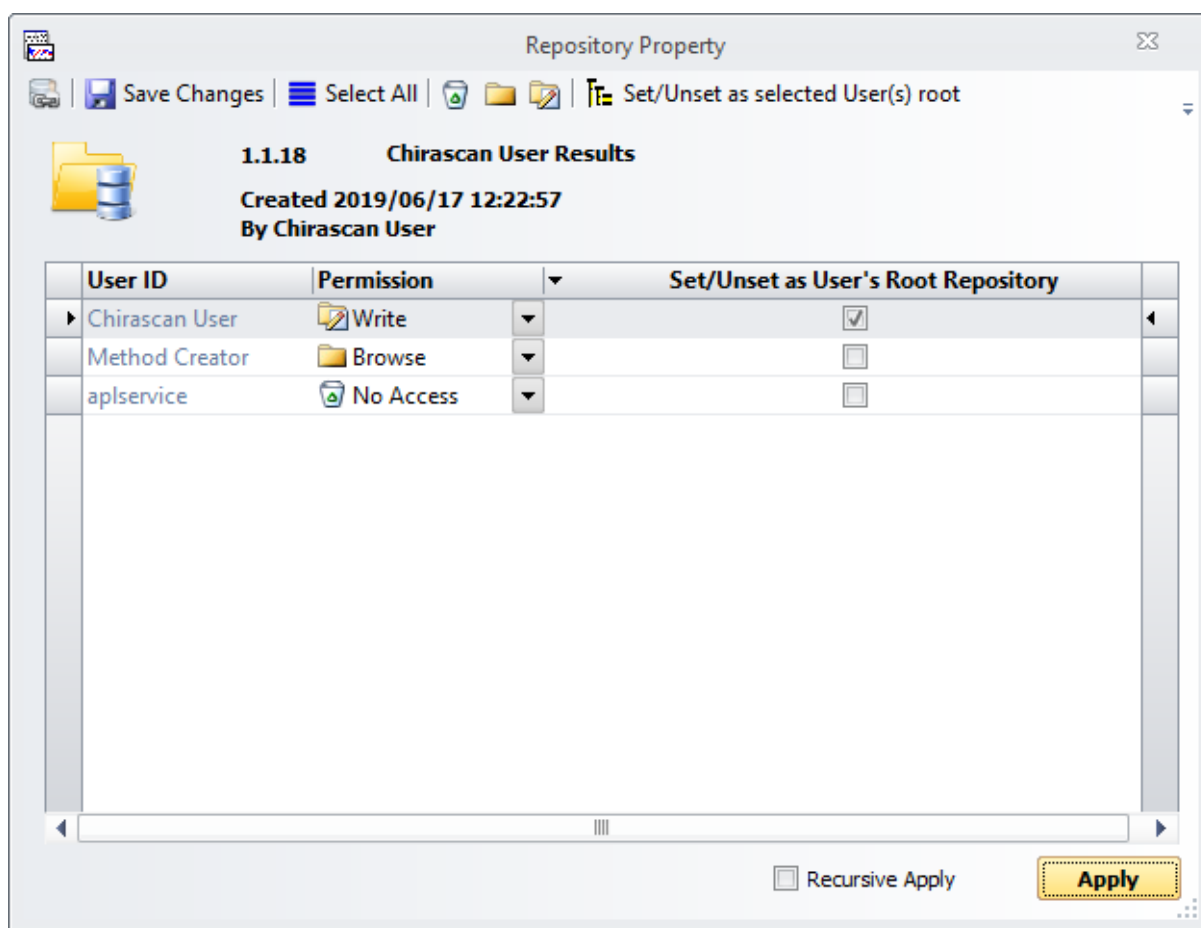 Repository Property
Save Changes Select All Set/Unset as selected User(s) root
1.1.18 Chirascan User Results
Created 2019/06/17 12:22:57
By Chirascan User
User ID Permission Set/Unset as User's Root Repository
Chirascan User Write
Method Creator Browse
aplservice No Access
Recursive Apply Apply